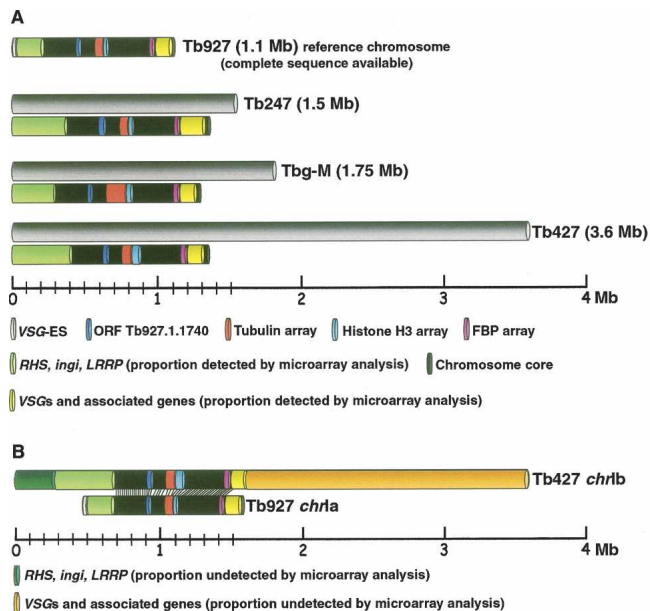 A
Tb927 (1.1 Mb) reference chromosome
(complete sequence available)
Tb247 (1.5 Mb)
Tbg-M (1.75 Mb)
Tb427 (3.6 Mb)
0 1 2 3 4 Mb
VSG-ES ORF Tb927.1.1740 Tubulin array Histone H3 array FBP array
RHS, ingi, LRRP (proportion detected by microarray analysis) Chromosome core
VSGs and associated genes (proportion detected by microarray analysis)
B
Tb427 chrIb
Tb927 chrIa
0 1 2 3 4 Mb
RHS, ingi, LRRP (proportion undetected by microarray analysis)
VSGs and associated genes (proportion undetected by microarray analysis)